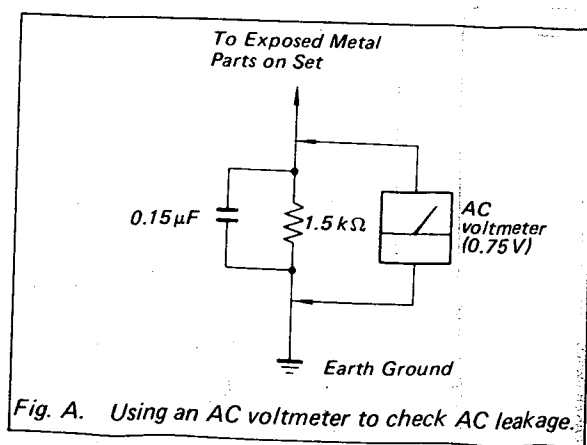 To Exposed Metal
Parts on Set
0.15μF
1.5kΩ
AC
voltmeter
(0.75V)
Earth Ground
Fig. A. Using an AC voltmeter to check AC leakage.